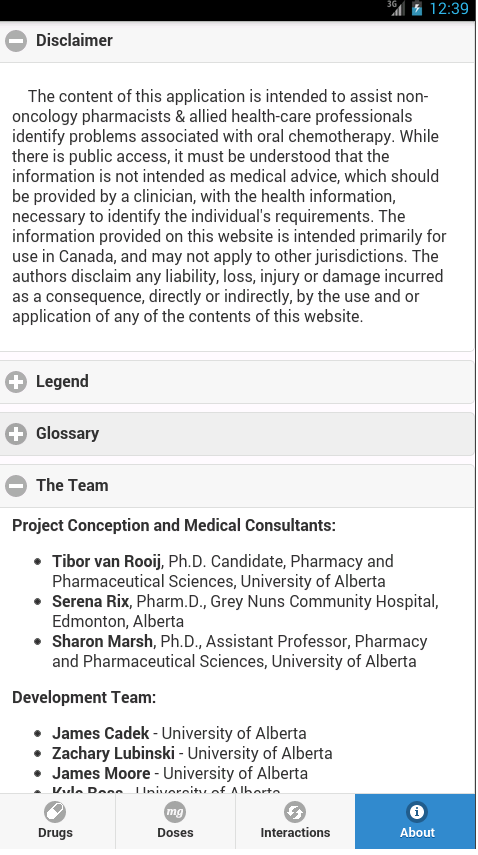 3G 12:39
Disclaimer
The content of this application is intended to assist non-
oncology pharmacists & allied health-care professionals
identify problems associated with oral chemotherapy. While
there is public access, it must be understood that the
information is not intended as medical advice, which should
be provided by a clinician, with the health information,
necessary to identify the individual's requirements. The
information provided on this website is intended primarily for
use in Canada, and may not apply to other jurisdictions. The
authors disclaim any liability, loss, injury or damage incurred
as a consequence, directly or indirectly, by the use and or
application of any of the contents of this website.
Legend
Glossary
The Team
Project Conception and Medical Consultants:
Tibor van Rooij, Ph.D. Candidate, Pharmacy and
Pharmaceutical Sciences, University of Alberta
Serena Rix, Pharm.D., Grey Nuns Community Hospital,
Edmonton, Alberta
Sharon Marsh, Ph.D., Assistant Professor, Pharmacy
and Pharmaceutical Sciences, University of Alberta
Development Team:
James Cadek - University of Alberta
Zachary Lubinski - University of Alberta
James Moore - University of Alberta
Kyle - University of Alberta
mg
Drugs Doses Interactions About